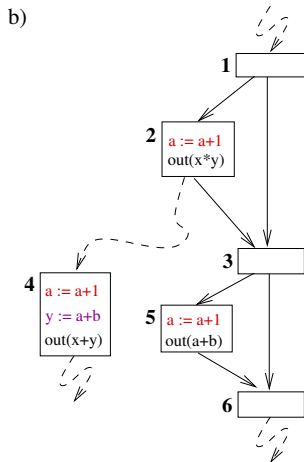 b)
1
2
a := a+1
out(x*y)
3
4
a := a+1
y := a+b
out(x+y)
5
a := a+1
out(a+b)
6